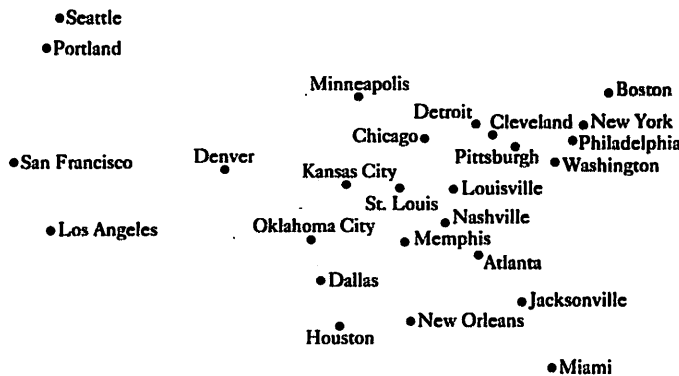 Seattle
Portland
Minneapolis
Boston
Detroit
Cleveland
New York
Chicago
Philadelphia
Pittsburgh
San Francisco
Denver
Washington
Kansas City
Louisville
St. Louis
Nashville
Los Angeles
Oklahoma City
Memphis
Atlanta
Dallas
Jacksonville
New Orleans
Houston
Miami